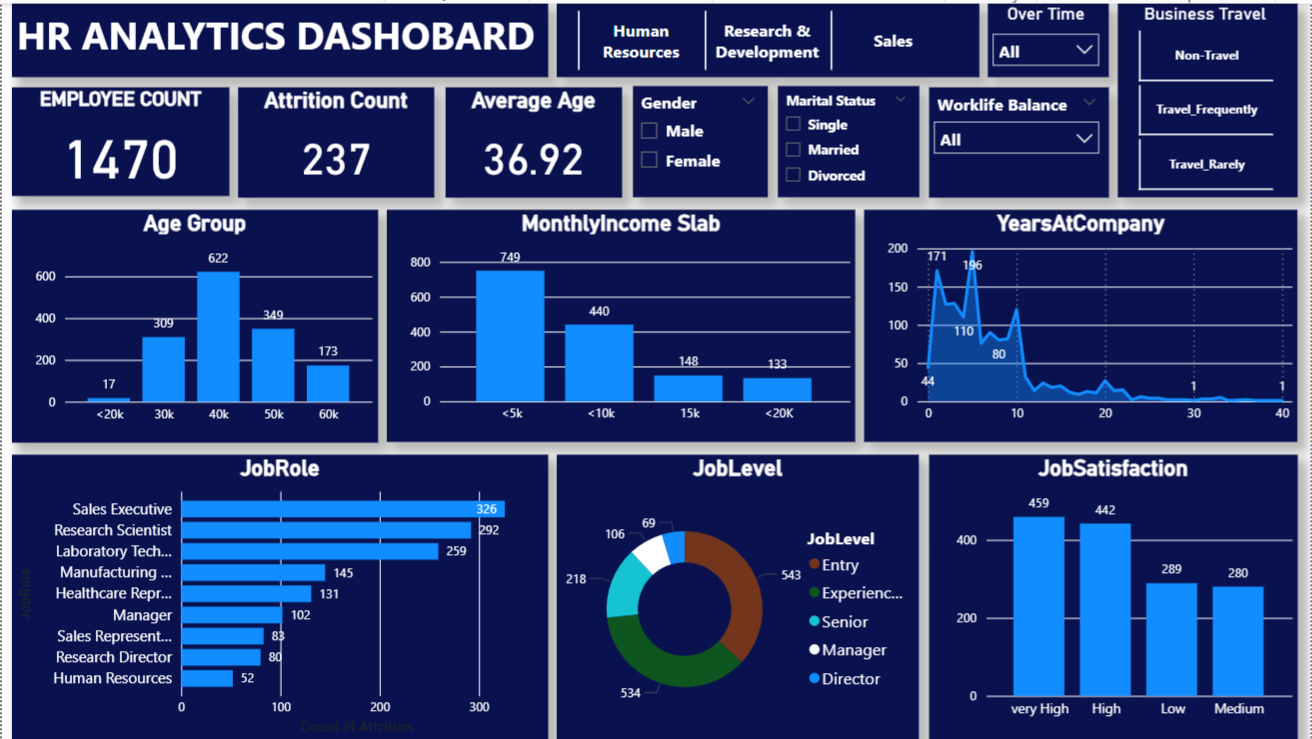 HR ANALYTICS DASHOBARD
Human
Resources
Research &
Development
Sales
Over Time
All
Business Travel
Non-Travel
Travel_Frequently
Travel_Rarely
EMPLOYEE COUNT
1470
Attrition Count
237
Average Age
36.92
Gender
Male
Female
Marital Status
Single
Married
Divorced
Worklife Balance
All
Age Group
600
400
200
0
17
309
622
349
173
<20k
30k
40k
50k
60k
MonthlyIncome Slab
800
600
400
200
0
749
440
148
133
<5k
<10k
15k
<20K
YearsAtCompany
200
150
100
50
0
171
196
110
80
44
1
1
0
10
20
30
40
JobRole
JobRole
Sales Executive
326
Research Scientist
292
Laboratory Tech...
259
Manufacturing ...
145
Healthcare Repr...
131
Manager
102
Sales Represent...
83
Research Director
80
Human Resources
52
0
100
200
300
Count of Attrition
JobLevel
69
106
218
543
534
JobLevel
Entry
Experienc...
Senior
Manager
Director
JobSatisfaction
400
200
0
459
442
289
280
very High
High
Low
Medium